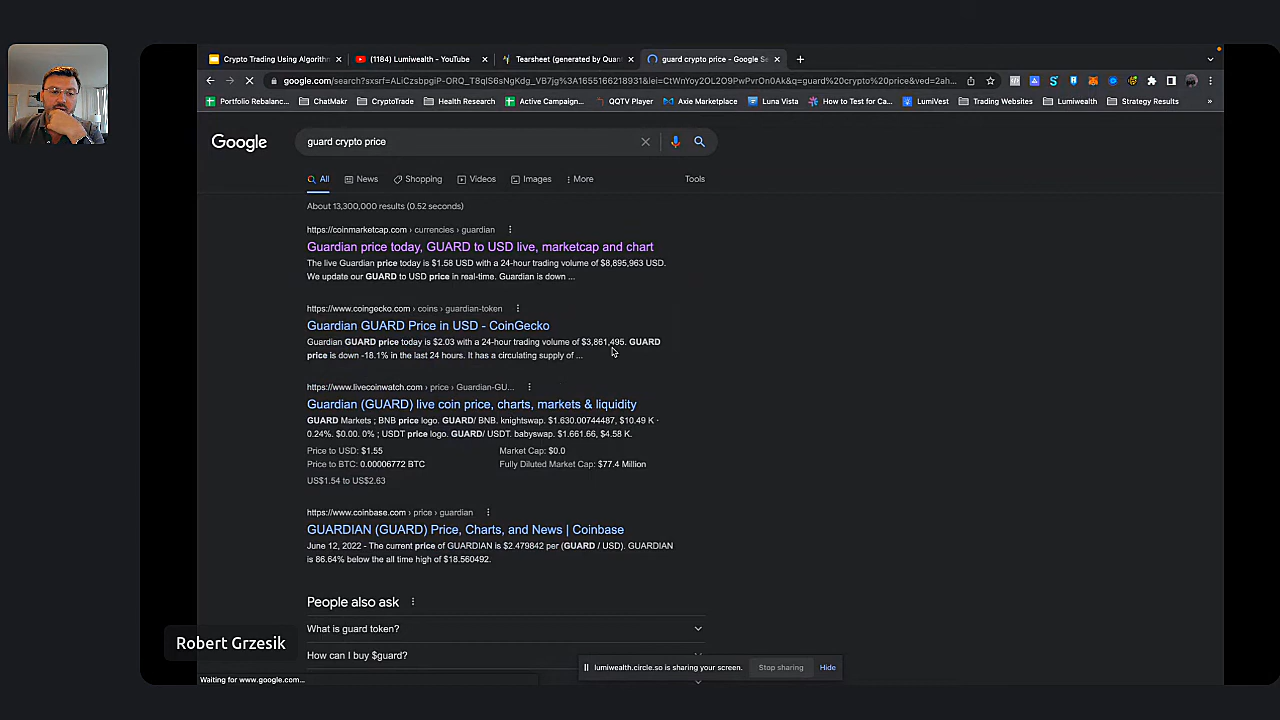 Crypto Trading Using Algorithm
(1184) Lumiwealth - YouTube
Tearsheet (generated by Quan
guard crypto price - Google Se
google.com/search?sxsrf=ALiCzsbpgiP-ORQ_T8qIS6sNgKdg_VB7jg%3A1655166218931&lei=CtWnYoy2OL2O9PwPvrOn0Ak&q=guard%20crypto%20price&ved=2ah...
Portfolio Rebalanc...
ChatMakr
CryptoTrade
Health Research
Active Campaign...
QQTV Player
Axie Marketplace
Luna Vista
How to Test for Ca...
LumiVest
Trading Websites
Lumiwealth
Strategy Results
»
Google
guard crypto price
All
News
Shopping
Videos
Images
More
Tools
About 13,300,000 results (0.52 seconds)
https://coinmarketcap.com › currencies › guardian
Guardian price today, GUARD to USD live, marketcap and chart
The live Guardian price today is $1.58 USD with a 24-hour trading volume of $8,895,963 USD.
We update our GUARD to USD price in real-time. Guardian is down ...
https://www.coingecko.com › coins › guardian-token
Guardian GUARD Price in USD - CoinGecko
Guardian GUARD price today is $2.03 with a 24-hour trading volume of $3,861,495. GUARD
price is down -18.1% in the last 24 hours. It has a circulating supply of ...
https://www.livecoinwatch.com › price › Guardian-GU...
Guardian (GUARD) live coin price, charts, markets & liquidity
GUARD Markets ; BNB price logo. GUARD/ BNB. knightswap. $1.630.00744487, $10.49 K ·
0.24%. $0.00. 0% ; USDT price logo. GUARD/ USDT. babyswap. $1.661.66, $4.58 K.
Price to USD: $1.55
Market Cap: $0.0
Price to BTC: 0.00006772 BTC
Fully Diluted Market Cap: $77.4 Million
US$1.54 to US$2.63
https://www.coinbase.com › price › guardian
GUARDIAN (GUARD) Price, Charts, and News | Coinbase
June 12, 2022 - The current price of GUARDIAN is $2.479842 per (GUARD / USD). GUARDIAN
is 86.64% below the all time high of $18.560492.
People also ask
What is guard token?
How can I buy $guard?
Robert Grzesik
lumiwealth.circle.so is sharing your screen.
Stop sharing
Hide
Waiting for www.google.com...